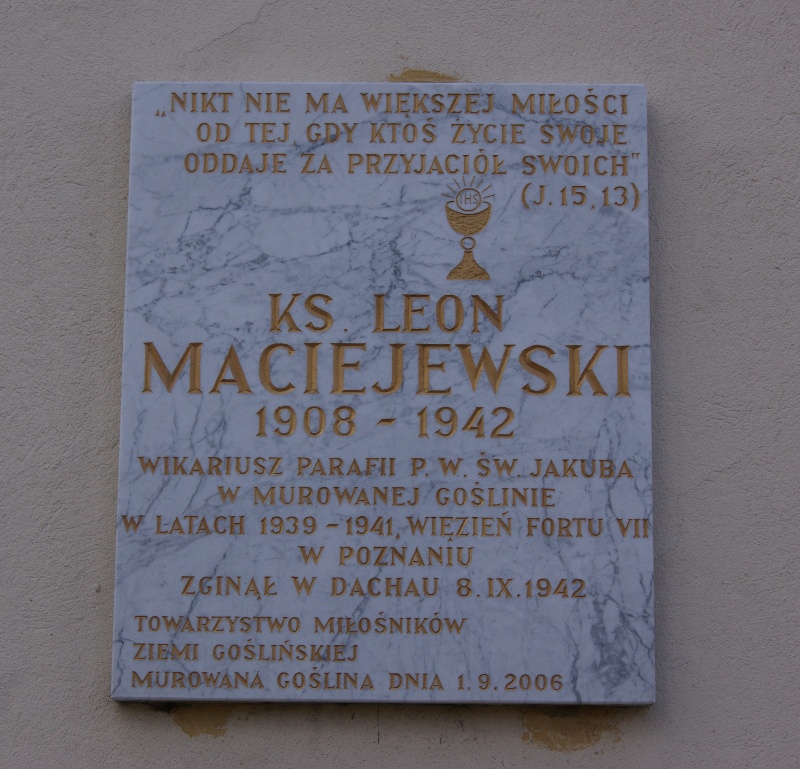 „NIKT NIE MA WIĘKSZEJ MIŁOŚCI
OD TEJ GDY KTOŚ ŻYCIE SWOJE
ODDAJE ZA PRZYJACIÓŁ SWOICH"
(J. 15, 13)
IHS
KS. LEON
MACIEJEWSKI
1908 - 1942
WIKARIUSZ PARAFII P. W. ŚW. JAKUBA
W MUROWANEJ GOŚLINIE
W LATACH 1939 - 1941, WIĘZIEŃ FORTU VII
W POZNANIU
ZGINĄŁ W DACHAU 8. IX. 1942
TOWARZYSTWO MIŁOŚNIKÓW
ZIEMI GOŚLIŃSKIEJ
MUROWANA GOŚLINA DNIA 1. 9. 2006